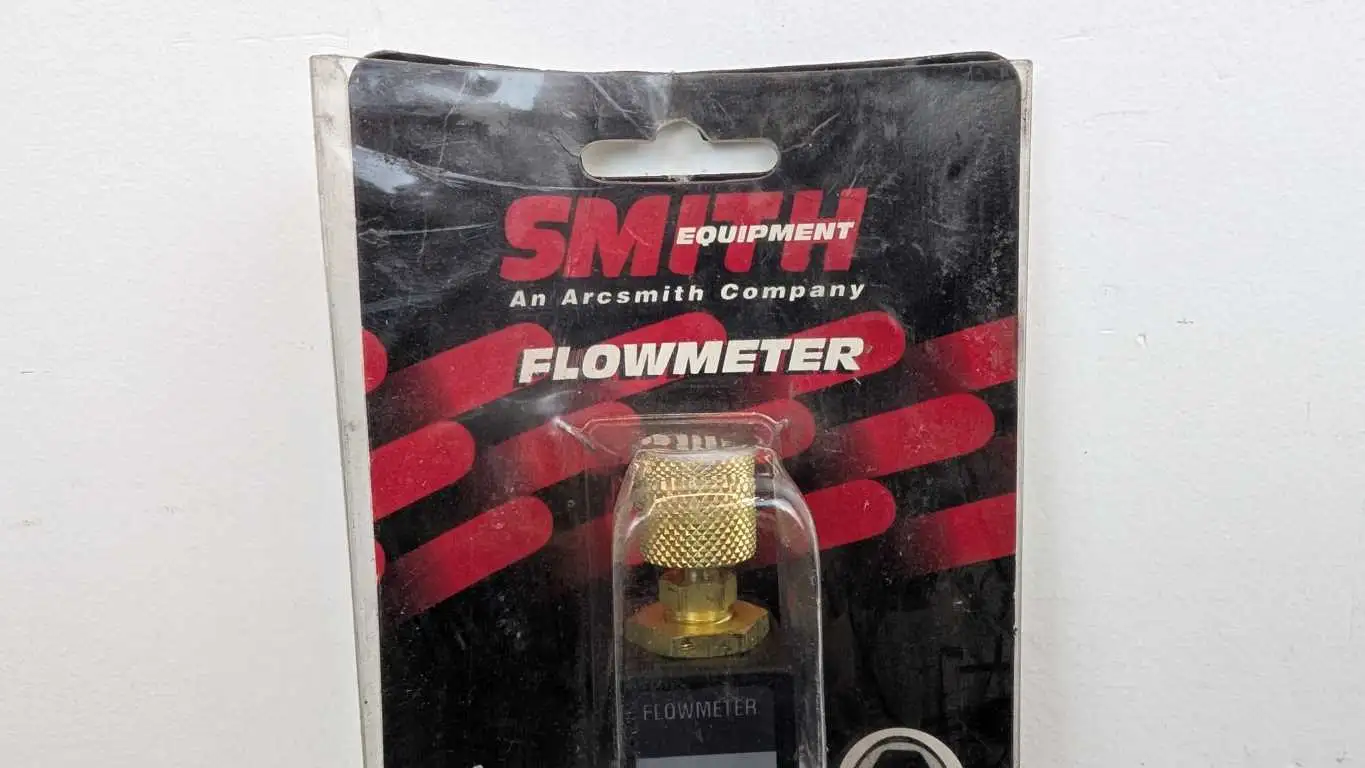 SMITH
EQUIPMENT
An Arcsmith Company
FLOWMETER
FLOWMETER